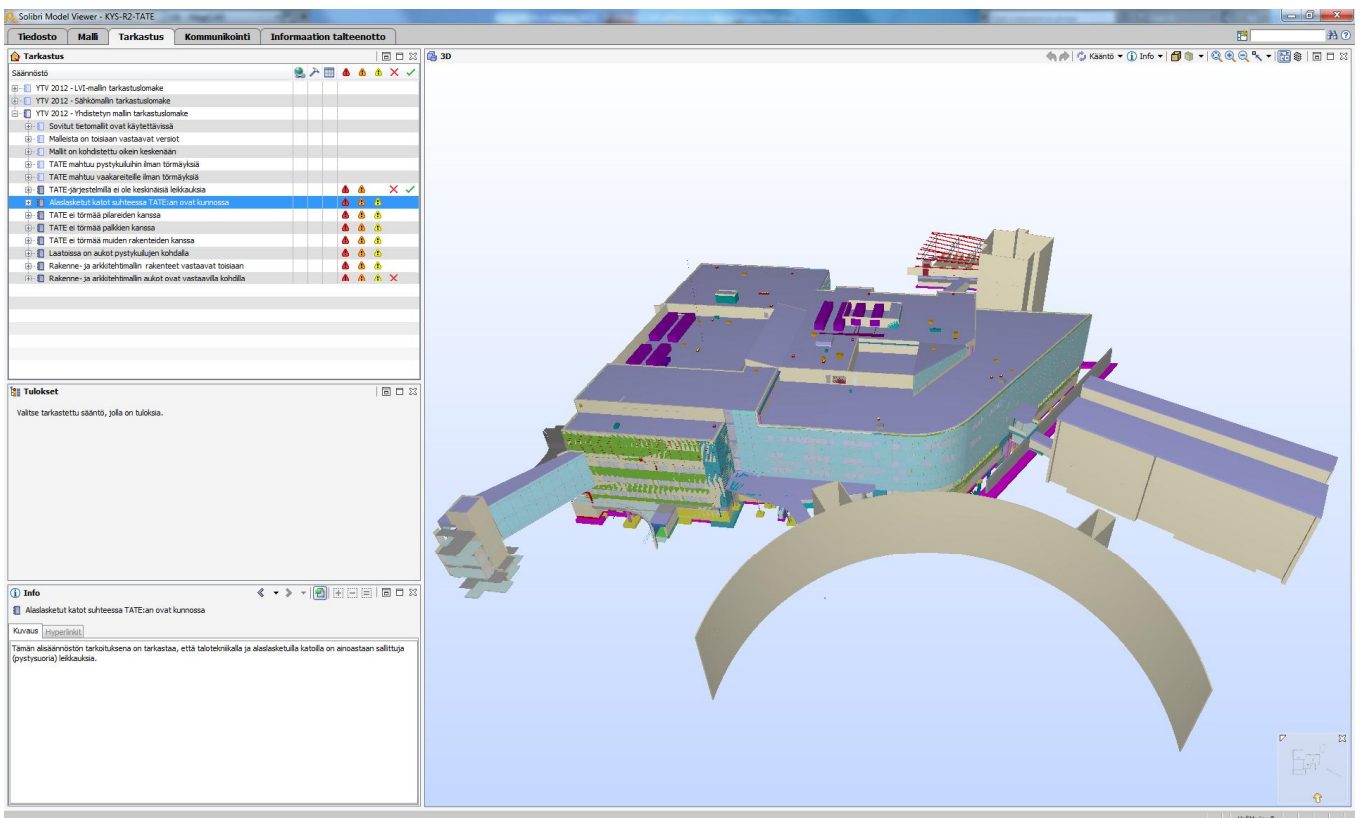 Solibri Model Viewer - KYS-R2-TATE
Tiedosto Malli Tarkastus Kommunikointi Informaation talteenotto
Tarkastus
Säännöstö
YTV 2012 - LVI-mallin tarkastuslomake
YTV 2012 - Sähkömallin tarkastuslomake
YTV 2012 - Yhdistetyn mallin tarkastuslomake
Sovitut tietomallit ovat käytettävissä
Malleista on toisiaan vastaavat versiot
Mallit on kohdistettu oikein keskenään
TATE mahtuu pystykuiluihin ilman törmäyksiä
TATE mahtuu vaakareiteille ilman törmäyksiä
TATE-järjestelmillä ei ole keskinäisiä leikkauksia
Alaslasketut katot suhteessa TATE:an ovat kunnossa
TATE ei törmää pilareiden kanssa
TATE ei törmää palkkien kanssa
TATE ei törmää muiden rakenteiden kanssa
Laatoissa on aukot pystykuilujen kohdalla
Rakenne- ja arkkitehtimallin rakenteet vastaavat toisiaan
Rakenne- ja arkkitehtimallin aukot ovat vastaavilla kohdilla
Tulokset
Valitse tarkastettu sääntö, jolla on tuloksia.
Info
Alaslasketut katot suhteessa TATE:an ovat kunnossa
Kuvaus Hyperlinkit
Tämän alisäännöstön tarkoituksena on tarkastaa, että talotekniikalla ja alaslasketuilla katoilla on ainoastaan sallittuja
(pystysuoria) leikkauksia.
3D
Kääntö Info